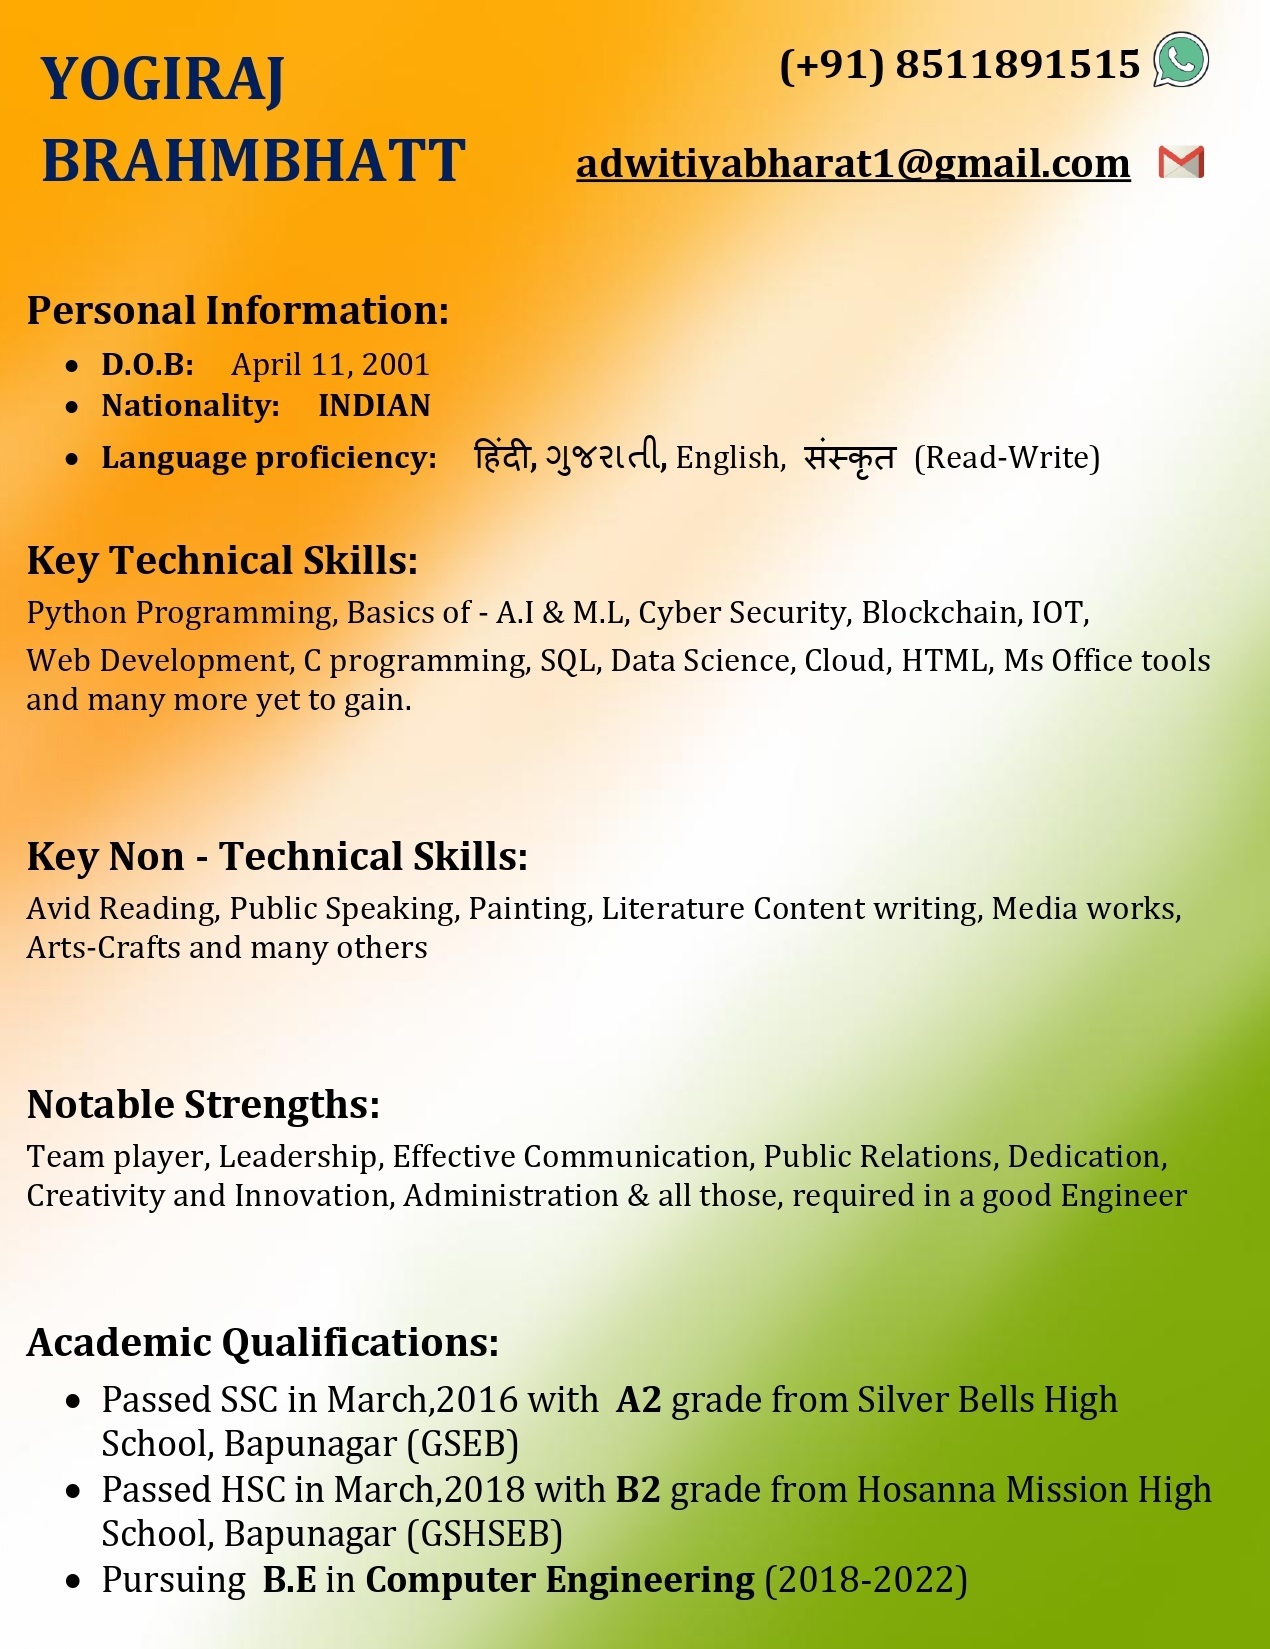 YOGIRAJ
BRAHMBHATT
(+91) 8511891515
adwitiyabharat1@gmail.com
Personal Information:
• D.O.B: April 11, 2001
• Nationality: INDIAN
• Language proficiency: हिंदी, ગુજરાતી, English, संस्कृत (Read-Write)
Key Technical Skills:
Python Programming, Basics of - A.I & M.L, Cyber Security, Blockchain, IOT,
Web Development, C programming, SQL, Data Science, Cloud, HTML, Ms Office tools
and many more yet to gain.
Key Non - Technical Skills:
Avid Reading, Public Speaking, Painting, Literature Content writing, Media works,
Arts-Crafts and many others
Notable Strengths:
Team player, Leadership, Effective Communication, Public Relations, Dedication,
Creativity and Innovation, Administration & all those, required in a good Engineer
Academic Qualifications:
• Passed SSC in March,2016 with A2 grade from Silver Bells High
School, Bapunagar (GSEB)
• Passed HSC in March,2018 with B2 grade from Hosanna Mission High
School, Bapunagar (GSHSEB)
• Pursuing B.E in Computer Engineering (2018-2022)